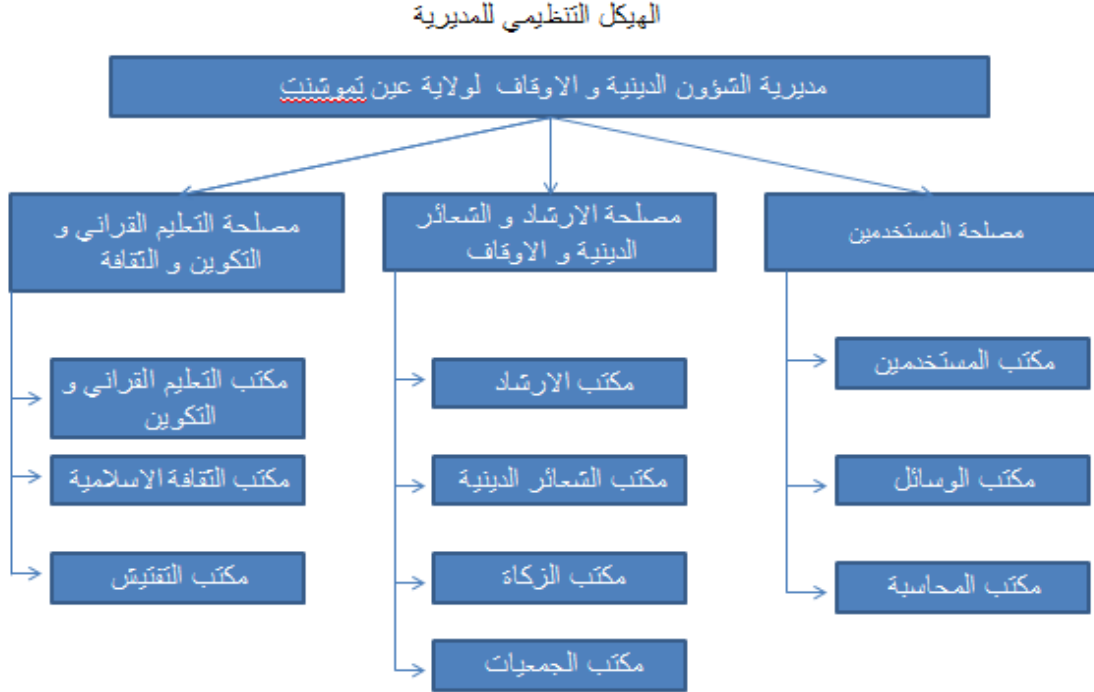 الهيكل التنظيمي للمديرية
مديرية الشؤون الدينية و الاوقاف لولاية عين تموشنت
مصلحة المستخدمين
مكتب المستخدمين
مكتب الوسائل
مكتب المحاسبة
مصلحة الارشاد و الشعائر
الدينية و الاوقاف
مكتب الارشاد
مكتب الشعائر الدينية
مكتب الزكاة
مكتب الجمعيات
مصلحة التعليم القراني و
التكوين و الثقافة
مكتب التعليم القراني و
التكوين
مكتب الثقافة الاسلامية
مكتب التفتيش